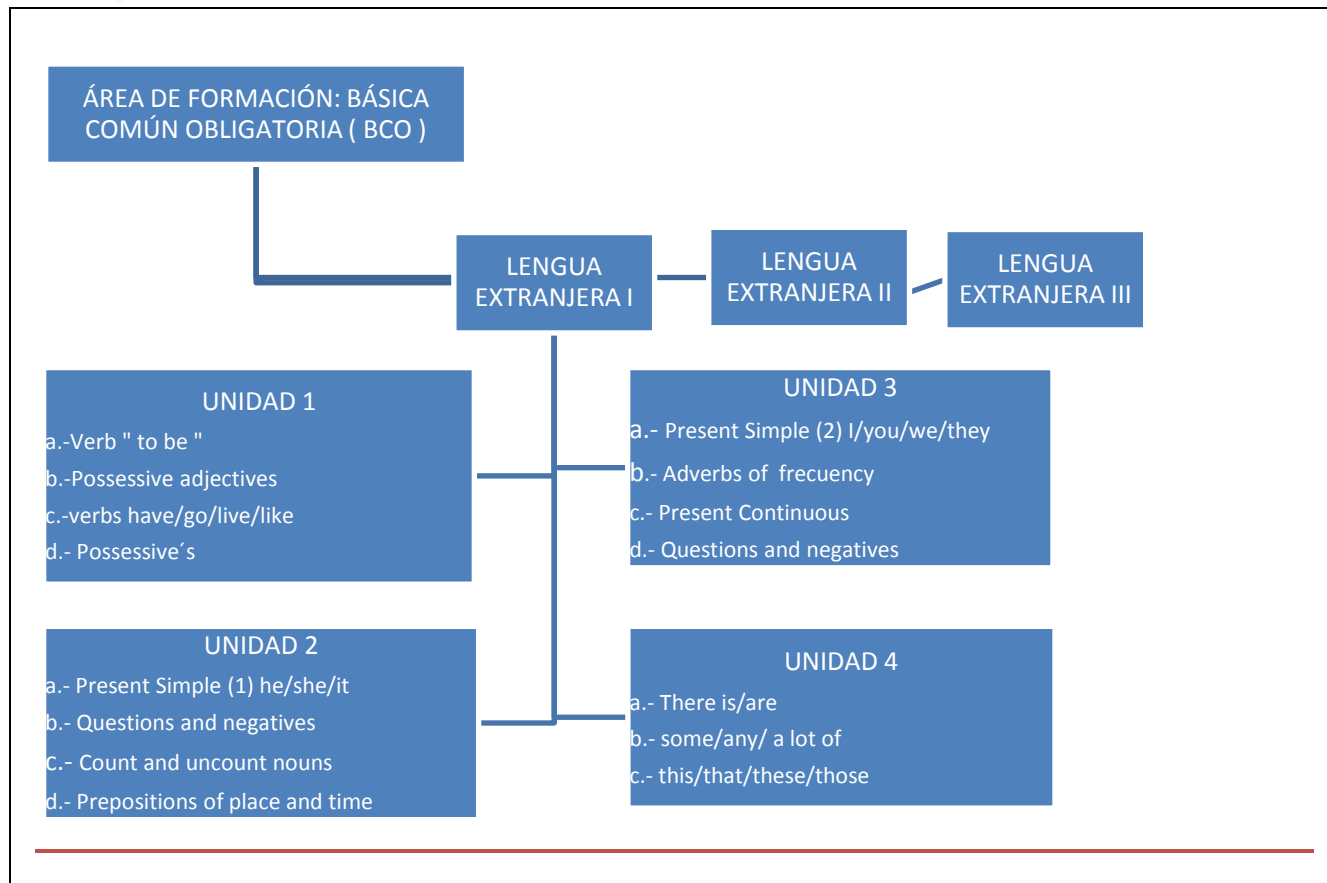 ÁREA DE FORMACIÓN: BÁSICA
COMÚN OBLIGATORIA ( BCO )
LENGUA
EXTRANJERA I
LENGUA
EXTRANJERA II
LENGUA
EXTRANJERA III
UNIDAD 1
a.-Verb " to be "
b.-Possessive adjectives
c.-verbs have/go/live/like
d.- Possessive´s
UNIDAD 2
a.- Present Simple (1) he/she/it
b.- Questions and negatives
c.- Count and uncount nouns
d.- Prepositions of place and time
UNIDAD 3
a.- Present Simple (2) I/you/we/they
b.- Adverbs of frecuency
c.- Present Continuous
d.- Questions and negatives
UNIDAD 4
a.- There is/are
b.- some/any/ a lot of
c.- this/that/these/those